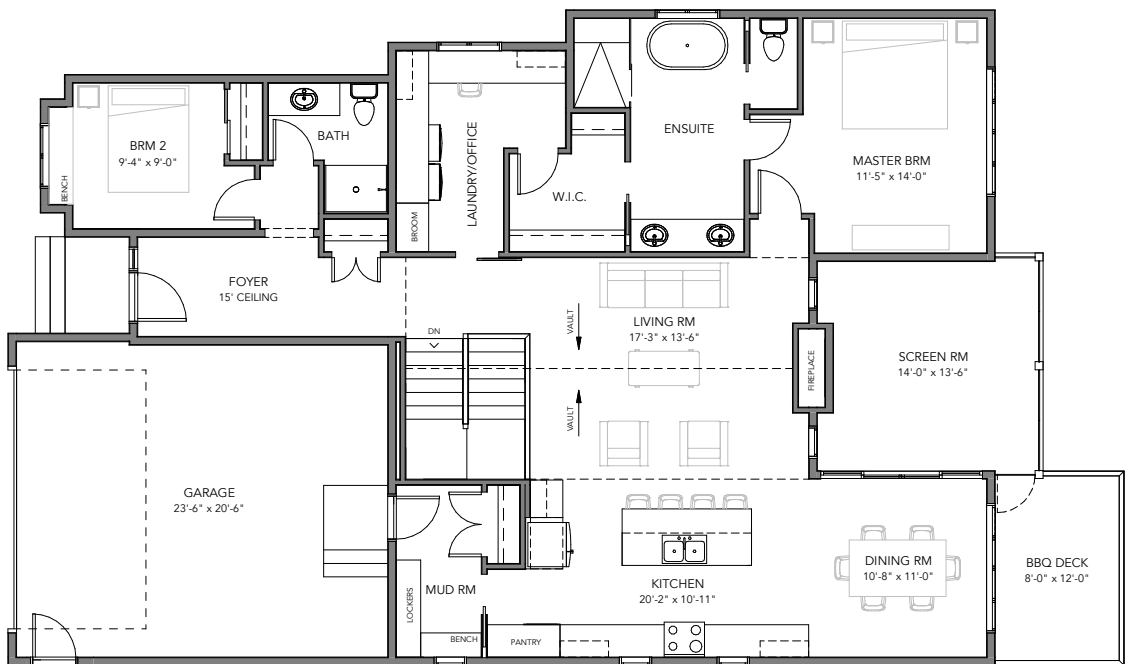 BRM 2
9'-4" x 9'-0"
BENCH
BATH
LAUNDRY/OFFICE
BROOM
W.I.C.
ENSUITE
MASTER BRM
11'-5" x 14'-0"
FOYER
15' CEILING
DN
VAULT
LIVING RM
17'-3" x 13'-6"
VAULT
FIREPLACE
SCREEN RM
14'-0" x 13'-6"
GARAGE
23'-6" x 20'-6"
MUD RM
LOCKERS
BENCH
PANTRY
KITCHEN
20'-2" x 10'-11"
DINING RM
10'-8" x 11'-0"
BBQ DECK
8'-0" x 12'-0"